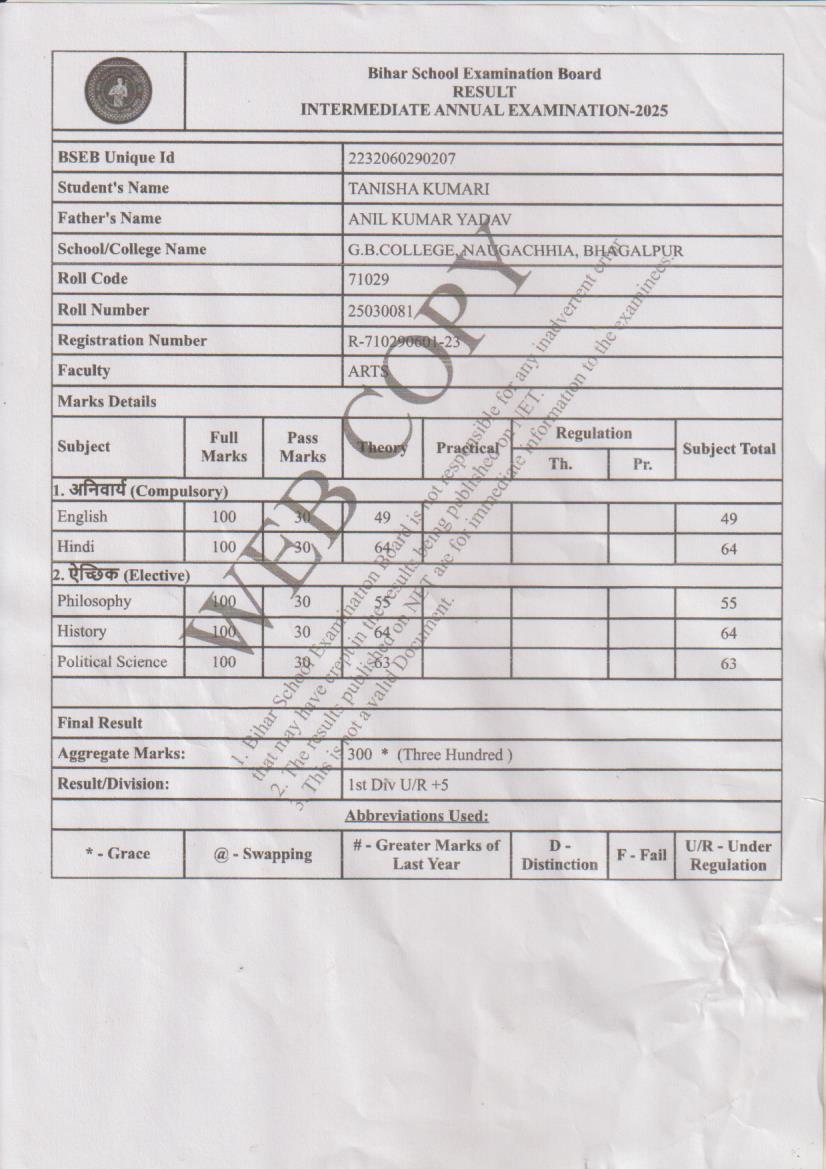 Bihar School Examination Board
RESULT
INTERMEDIATE ANNUAL EXAMINATION-2025
BSEB Unique Id 2232060290207
Student's Name TANISHA KUMARI
Father's Name ANIL KUMAR YADAV
School/College Name G.B.COLLEGE, NAUGACHHIA, BHAGALPUR
Roll Code 71029
Roll Number 25030081
Registration Number R-710290601-23
Faculty ARTS
Marks Details
Subject Full Marks Pass Marks Theory Practical Regulation Th. Pr. Subject Total
1. अनिवार्य (Compulsory)
English 100 30 49 49
Hindi 100 30 64 64
2. ऐच्छिक (Elective)
Philosophy 100 30 55 55
History 100 30 64 64
Political Science 100 30 63 63
Final Result
Aggregate Marks: 300 * (Three Hundred )
Result/Division: 1st Div U/R +5
Abbreviations Used:
* - Grace @ - Swapping # - Greater Marks of Last Year D - Distinction F - Fail U/R - Under Regulation
WEB COPY
1. Bihar School Examination Board is not responsible for any inadvertent error
that may have crept in the results being published on NET.
2. The results published on NET are for immediate information to the examinees.
3. This is not a valid Document.